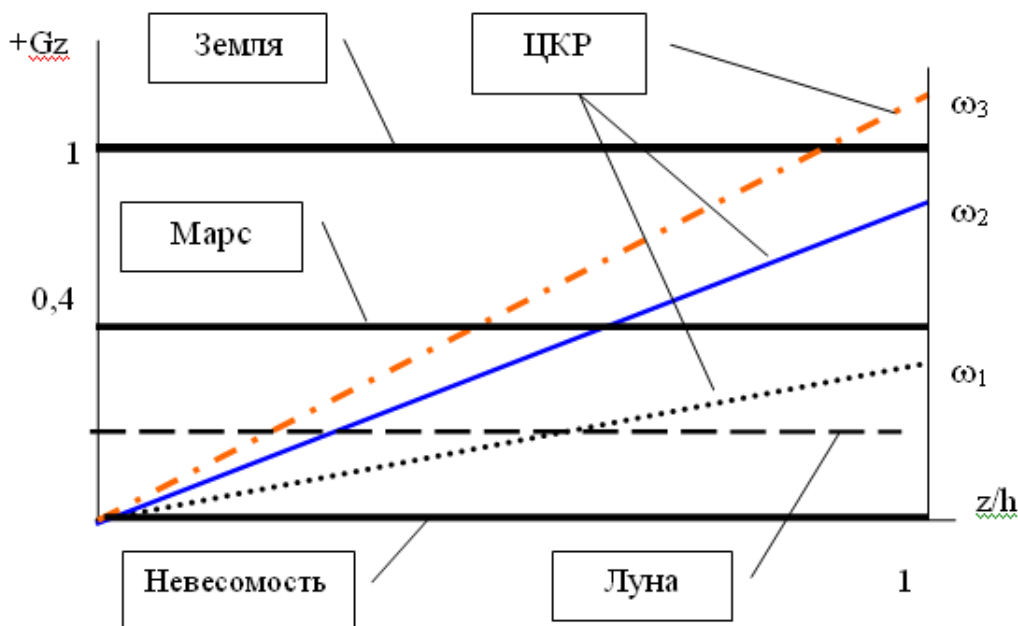 +Gz
Земля
ЦКР
ω3
1
Марс
ω2
0,4
ω1
z/h
Невесомость
Луна
1